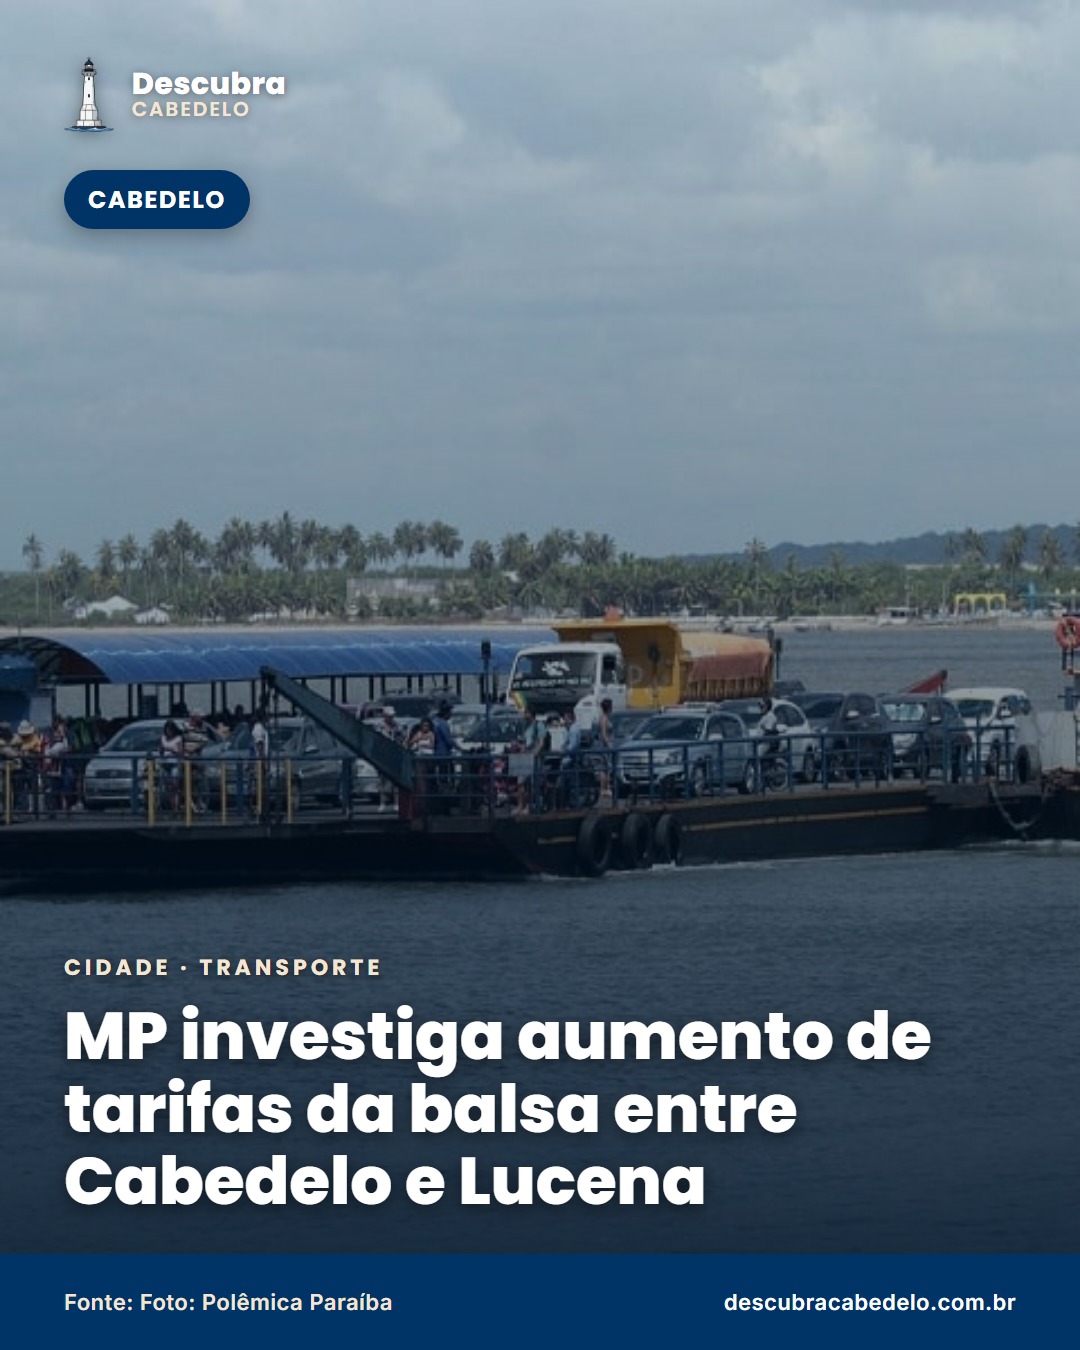 Descubra
CABEDELO
CABEDELO
CIDADE · TRANSPORTE
MP investiga aumento de
tarifas da balsa entre
Cabedelo e Lucena
Fonte: Foto: Polêmica Paraíba
descubracabedelo.com.br